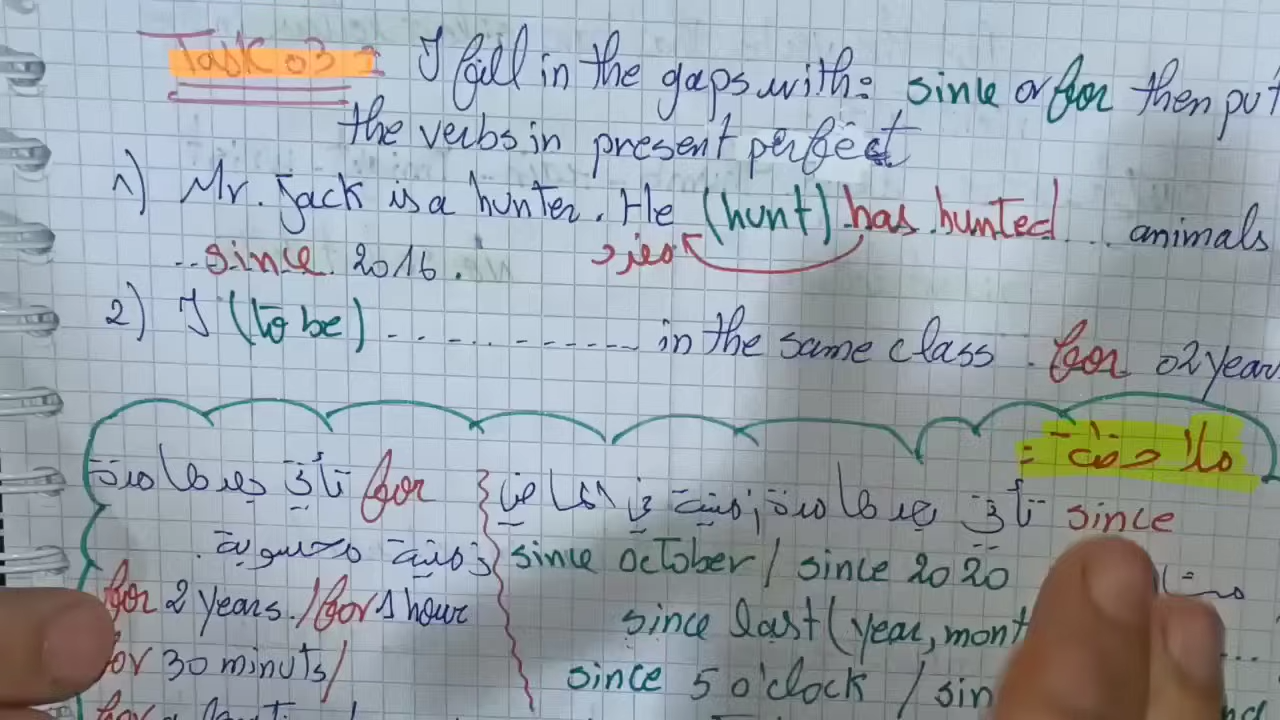 Task 03: I fill in the gaps with: since or for then put
the verbs in present perfect
1) Mr. Jack is a hunter. He (hunt) has hunted .. animals
.. since. 2016.
2) I (to be) .............. in the same class. for 02 year
ملاحظة =
since تأتي بعدها مدة زمنية في الماضي
since october / since 2020
since last (year, mont
since 5 o'clock / sin
for تأتي بعدها مدة
زمنية محسوبة.
for 2 years. / for 1 hour
for 30 minuts /